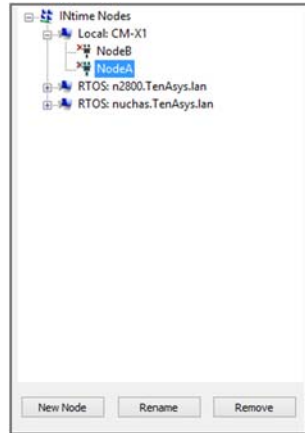 INtime Nodes
Local: CM-X1
NodeB
NodeA
RTOS: n2800.TenAsys.lan
RTOS: nuchas.TenAsys.lan
New Node Rename Remove